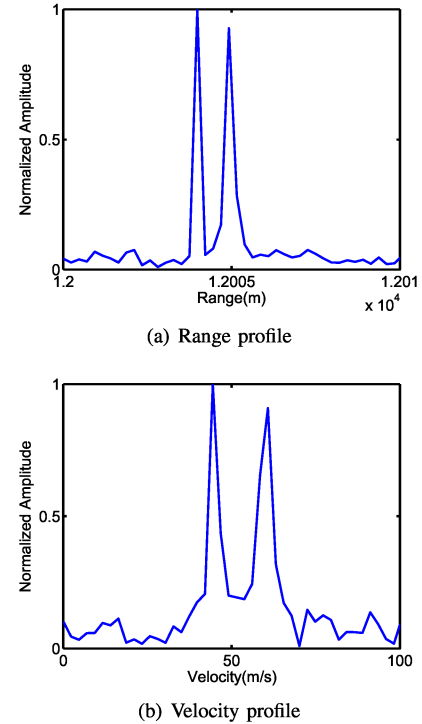 1
Normalized Amplitude
0.5
0
1.2
1.2005
1.201
Range(m)
x 10^4
(a) Range profile
1
Normalized Amplitude
0.5
0
0
50
100
Velocity(m/s)
(b) Velocity profile